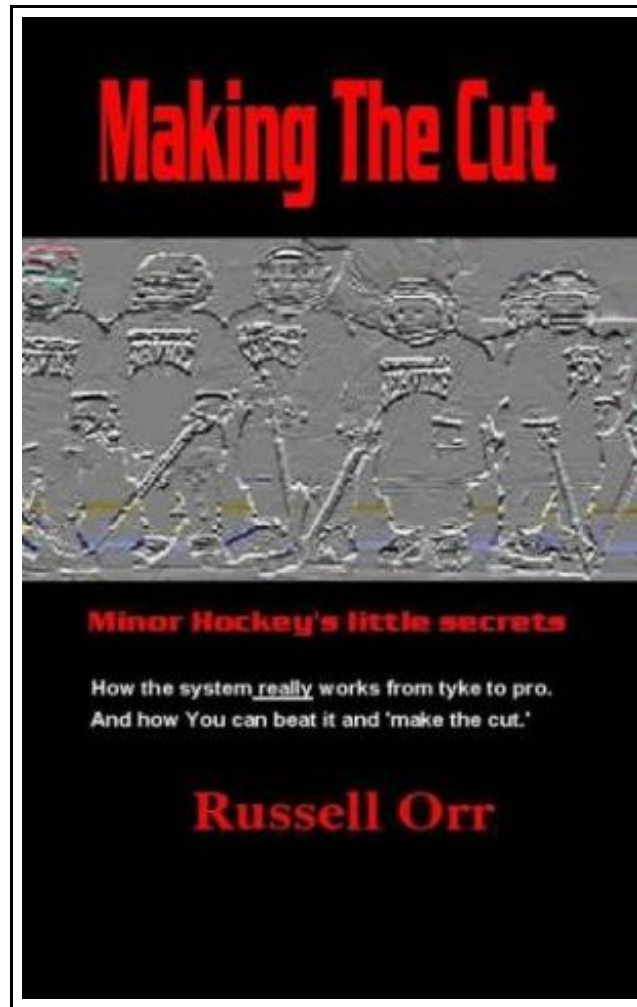 Making The Cut
Minor Hockey's little secrets
How the system really works from tyke to pro.
And how You can beat it and 'make the cut.'
Russell Orr